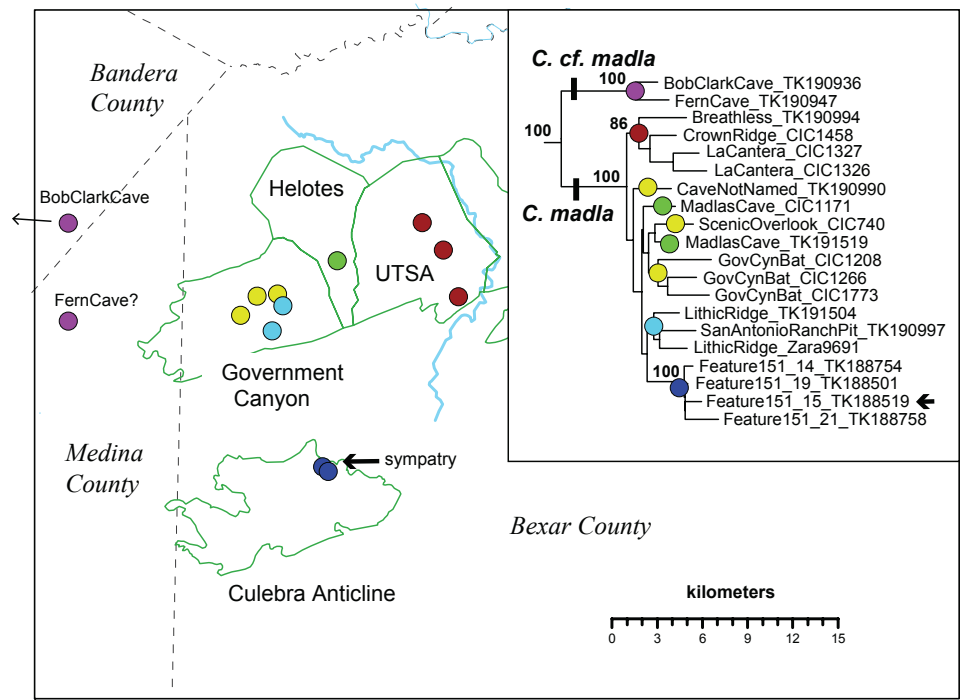 Bandera
County
BobClarkCave
FernCave?
Helotes
UTSA
Government
Canyon
Medina
County
sympatry
Culebra Anticline
Bexar County
kilometers
0 3 6 9 12 15
C. cf. madla
100
100
C. madla
100
86
100
BobClarkCave_TK190936
FernCave_TK190947
Breathless_TK190994
CrownRidge_CIC1458
LaCantera_CIC1327
LaCantera_CIC1326
CaveNotNamed_TK190990
MadlasCave_CIC1171
ScenicOverlook_CIC740
MadlasCave_TK191519
GovCynBat_CIC1208
GovCynBat_CIC1266
GovCynBat_CIC1773
LithicRidge_TK191504
SanAntonioRanchPit_TK190997
LithicRidge_Zara9691
Feature151_14_TK188754
Feature151_19_TK188501
Feature151_15_TK188519
Feature151_21_TK188758